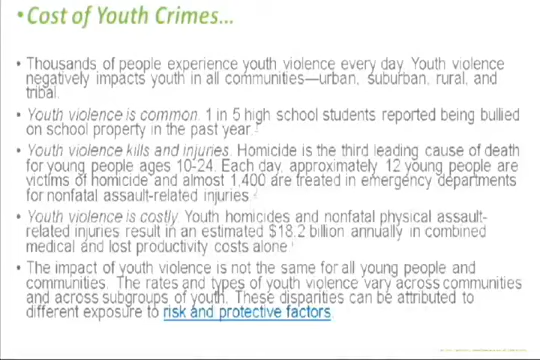 • Cost of Youth Crimes...
• Thousands of people experience youth violence every day. Youth violence
negatively impacts youth in all communities—urban, suburban, rural, and
tribal.
• Youth violence is common. 1 in 5 high school students reported being bullied
on school property in the past year.
• Youth violence kills and injuries. Homicide is the third leading cause of death
for young people ages 10-24. Each day, approximately 12 young people are
victims of homicide and almost 1,400 are treated in emergency departments
for nonfatal assault-related injuries
• Youth violence is costly. Youth homicides and nonfatal physical assault-
related injuries result in an estimated $18.2 billion annually in combined
medical and lost productivity costs alone
• The impact of youth violence is not the same for all young people and
communities. The rates and types of youth violence vary across communities
and across subgroups of youth. These disparities can be attributed to
different exposure to risk and protective factors.